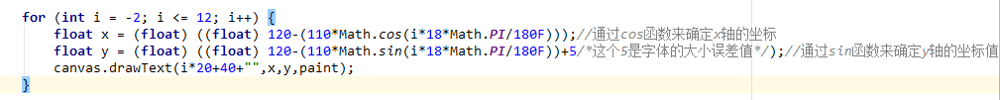 for (int i = -2; i <= 12; i++) {
float x = (float) ((float) 120-(110*Math.cos(i*18*Math.PI/180F)));//通过cos函数来确定x轴的坐标
float y = (float) ((float) 120-(110*Math.sin(i*18*Math.PI/180F))+5/*这个5是字体的大小误差值*/);//通过sin函数来确定y轴的坐标值
canvas.drawText(i*20+40+"",x,y,paint);
}